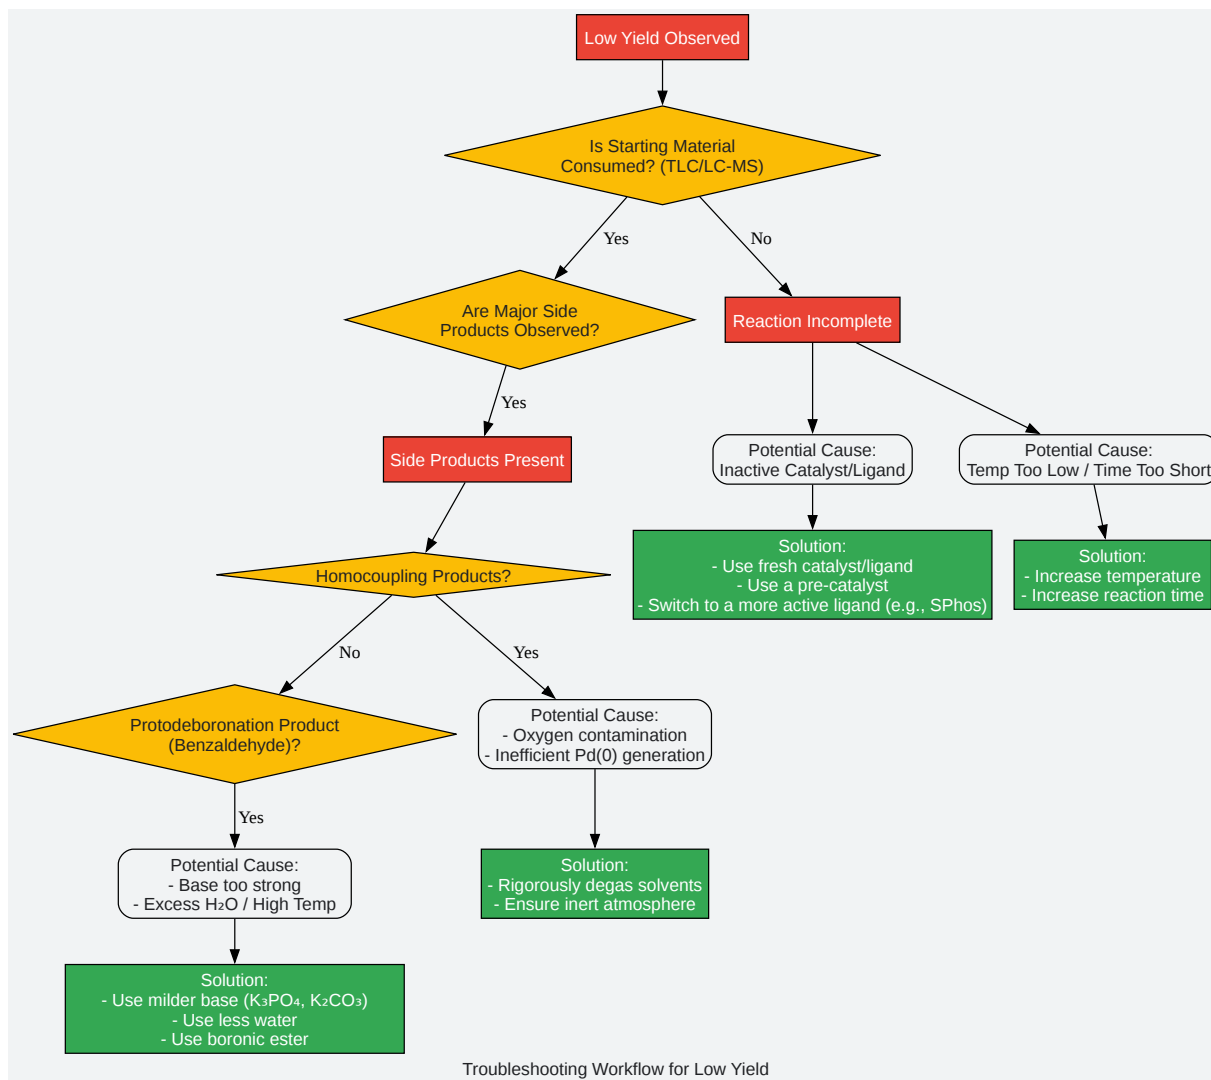 Low Yield Observed
Is Starting Material
Consumed? (TLC/LC-MS)
Yes
No
Are Major Side
Products Observed?
Reaction Incomplete
Yes
Side Products Present
Potential Cause:
Inactive Catalyst/Ligand
Potential Cause:
Temp Too Low / Time Too Short
Solution:
- Use fresh catalyst/ligand
- Use a pre-catalyst
- Switch to a more active ligand (e.g., SPhos)
Solution:
- Increase temperature
- Increase reaction time
Homocoupling Products?
No
Yes
Protodeboronation Product
(Benzaldehyde)?
Potential Cause:
- Oxygen contamination
- Inefficient Pd(0) generation
Yes
Potential Cause:
- Base too strong
- Excess H₂O / High Temp
Solution:
- Rigorously degas solvents
- Ensure inert atmosphere
Solution:
- Use milder base (K₃PO₄, K₂CO₃)
- Use less water
- Use boronic ester
Troubleshooting Workflow for Low Yield